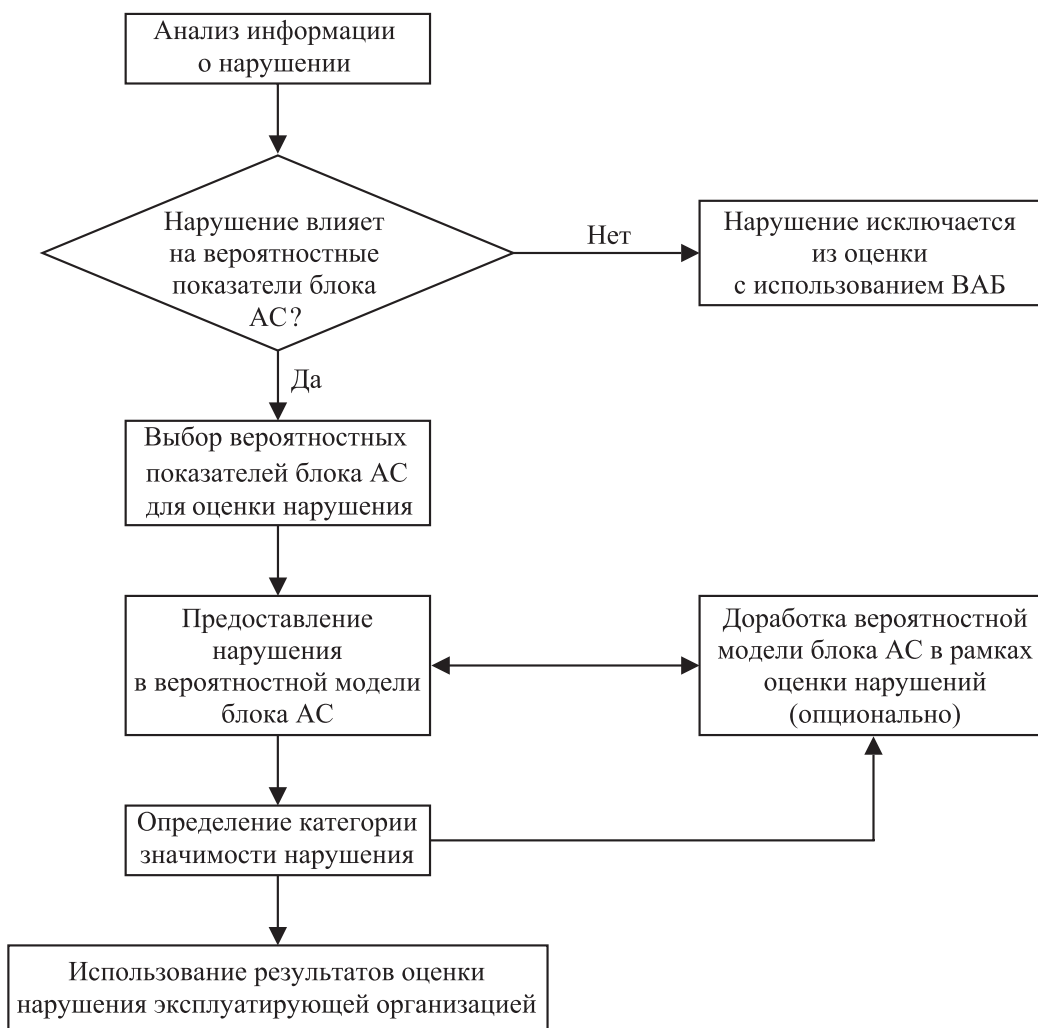 Анализ информации
о нарушении
Нарушение влияет
на вероятностные
показатели блока
АС?
Нет
Нарушение исключается
из оценки
с использованием ВАБ
Да
Выбор вероятностных
показателей блока АС
для оценки нарушения
Предоставление
нарушения
в вероятностной модели
блока АС
Доработка вероятностной
модели блока АС в рамках
оценки нарушений
(опционально)
Определение категории
значимости нарушения
Использование результатов оценки
нарушения эксплуатирующей организацией